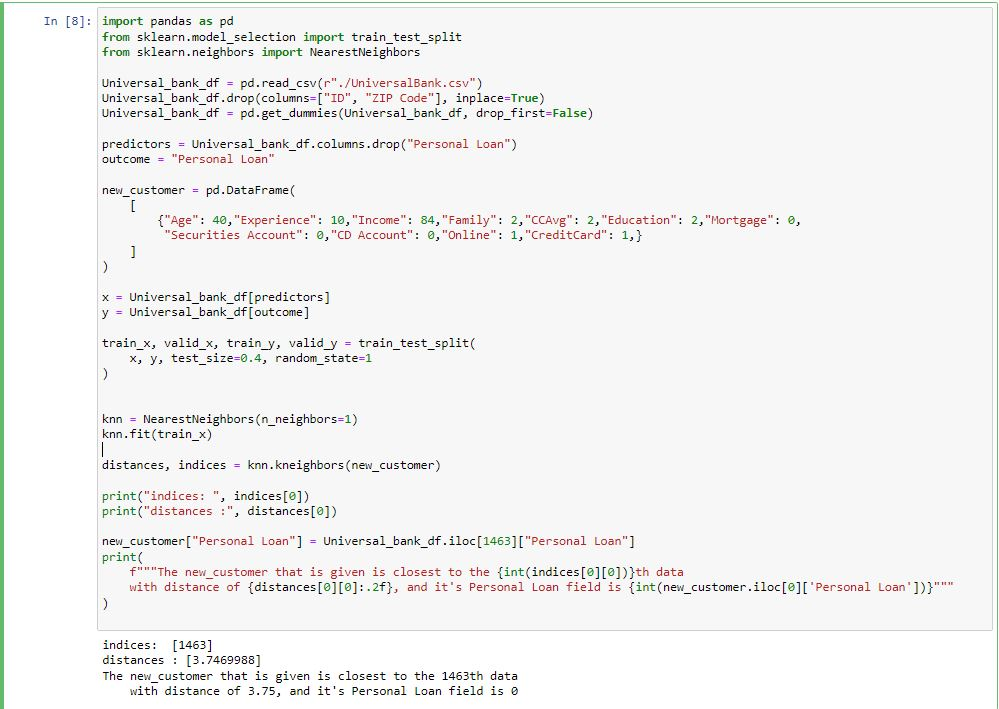 In [8]: import pandas as pd
from sklearn.model_selection import train_test_split
from sklearn.neighbors import NearestNeighbors
Universal_bank_df = pd.read_csv(r"./UniversalBank.csv")
Universal_bank_df.drop(columns=["ID", "ZIP Code"], inplace=True)
Universal_bank_df = pd.get_dummies(Universal_bank_df, drop_first=False)
predictors = Universal_bank_df.columns.drop("Personal Loan")
outcome = "Personal Loan"
new_customer = pd.DataFrame(
    [
        {"Age": 40,"Experience": 10,"Income": 84,"Family": 2,"CCAvg": 2,"Education": 2,"Mortgage": 0,
         "Securities Account": 0,"CD Account": 0,"Online": 1,"CreditCard": 1,}
    ]
)
x = Universal_bank_df[predictors]
y = Universal_bank_df[outcome]
train_x, valid_x, train_y, valid_y = train_test_split(
    x, y, test_size=0.4, random_state=1
)
knn = NearestNeighbors(n_neighbors=1)
knn.fit(train_x)
distances, indices = knn.kneighbors(new_customer)
print("indices: ", indices[0])
print("distances :", distances[0])
new_customer["Personal Loan"] = Universal_bank_df.iloc[1463]["Personal Loan"]
print(
    f"""The new_customer that is given is closest to the {int(indices[0][0])}th data
    with distance of {distances[0][0]:.2f}, and it's Personal Loan field is {int(new_customer.iloc[0]['Personal Loan'])}"""
)
indices:  [1463]
distances : [3.7469988]
The new_customer that is given is closest to the 1463th data
    with distance of 3.75, and it's Personal Loan field is 0